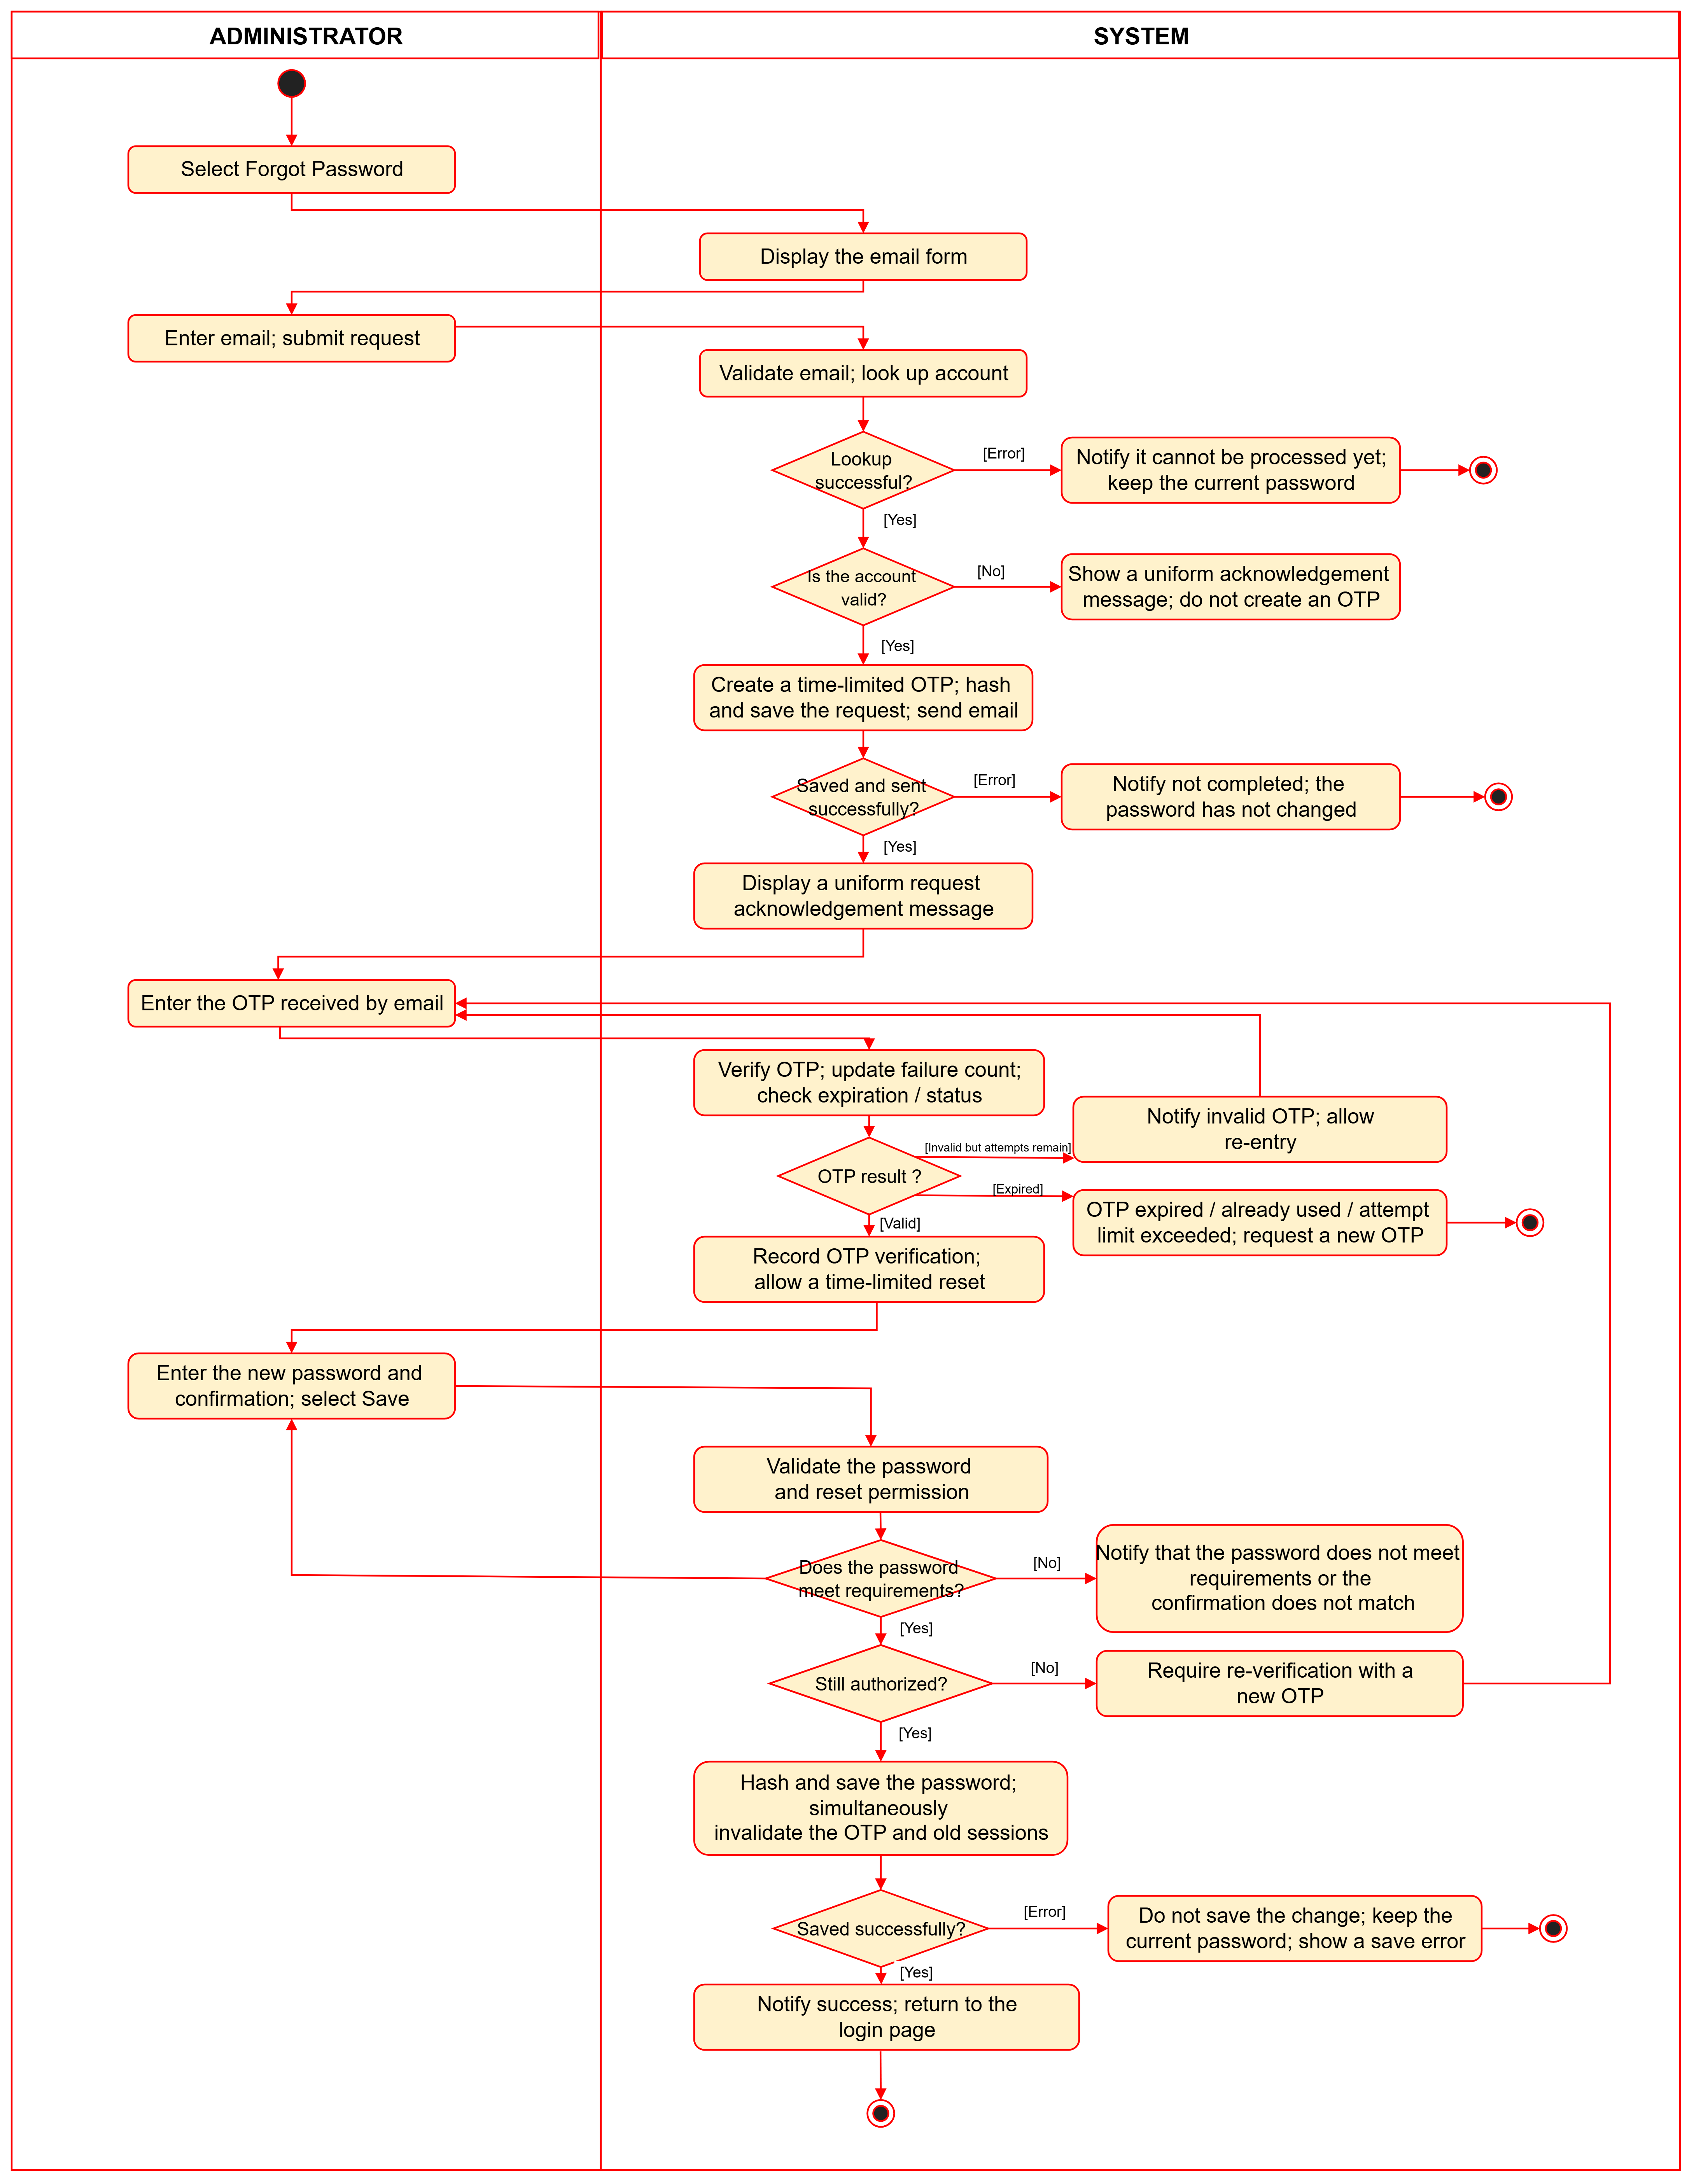 ADMINISTRATOR
SYSTEM
Select Forgot Password
Display the email form
Enter email; submit request
Validate email; look up account
Lookup
successful?
[Error]
Notify it cannot be processed yet;
keep the current password
[Yes]
Is the account
valid?
[No]
Show a uniform acknowledgement
message; do not create an OTP
[Yes]
Create a time-limited OTP; hash
and save the request; send email
Saved and sent
successfully?
[Error]
Notify not completed; the
password has not changed
[Yes]
Display a uniform request
acknowledgement message
Enter the OTP received by email
Verify OTP; update failure count;
check expiration / status
Notify invalid OTP; allow
re-entry
[Invalid but attempts remain]
OTP result ?
[Expired]
OTP expired / already used / attempt
limit exceeded; request a new OTP
[Valid]
Record OTP verification;
allow a time-limited reset
Enter the new password and
confirmation; select Save
Validate the password
and reset permission
Does the password
meet requirements?
[No]
Notify that the password does not meet
requirements or the
confirmation does not match
[Yes]
Still authorized?
[No]
Require re-verification with a
new OTP
[Yes]
Hash and save the password;
simultaneously
invalidate the OTP and old sessions
Saved successfully?
[Error]
Do not save the change; keep the
current password; show a save error
[Yes]
Notify success; return to the
login page